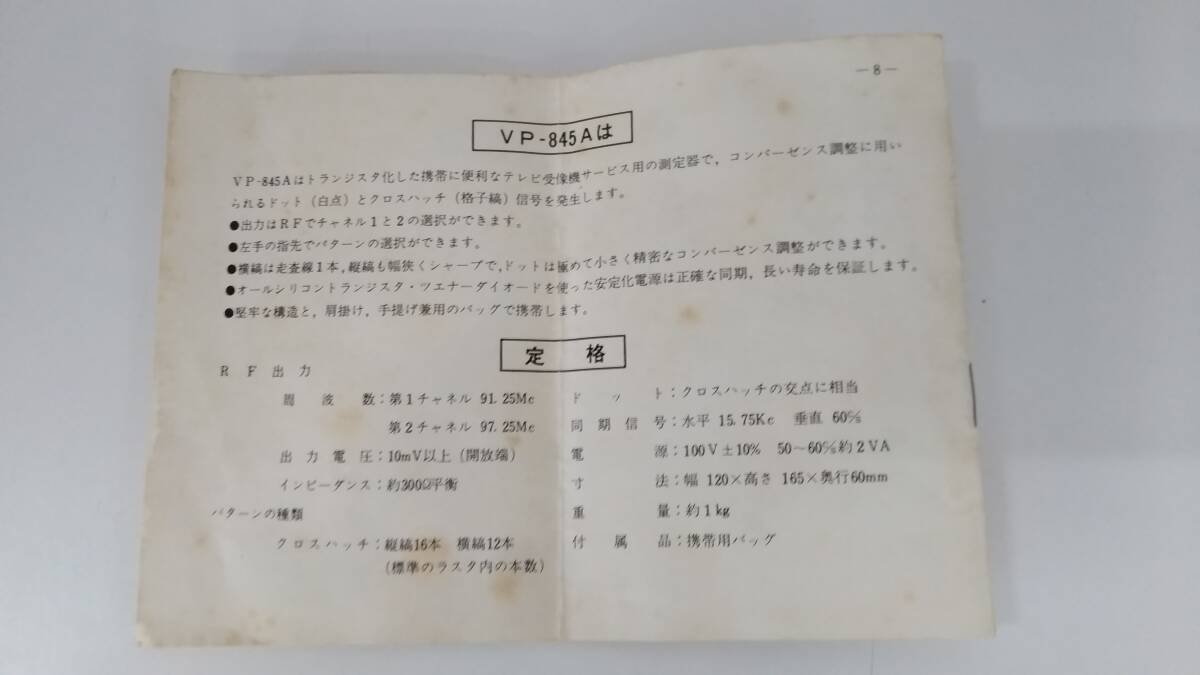 —8—
VP-845Aは
VP-845Aはトランジスタ化した携帯に便利なテレビ受像機サービス用の測定器で，コンバーゼンス調整に用い
られるドット（白点）とクロスハッチ（格子縞）信号を発生します。
●出力はRFでチャネル1と2の選択ができます。
●左手の指先でパターンの選択ができます。
●横縞は走査線1本，縦縞も幅狭くシャープで，ドットは極めて小さく精密なコンバーゼンス調整ができます。
●オールシリコントランジスタ・ツエナーダイオードを使った安定化電源は正確な同期，長い寿命を保証します。
●堅牢な構造と，肩掛け，手提げ兼用のバッグで携帯します。
定格
RF出力
周波数：第1チャネル 91.25Mc
第2チャネル 97.25Mc
出力電圧：10mV以上（開放端）
インピーダンス：約300Ω平衡
パターンの種類
クロスハッチ：縦縞16本 横縞12本
（標準のラスタ内の本数）
ドット：クロスハッチの交点に相当
同期信号：水平 15.75Kc 垂直 60c/s
電源：100V±10% 50〜60c/s 約2VA
寸法：幅 120×高さ 165×奥行60mm
重量：約1kg
付属品：携帯用バッグ